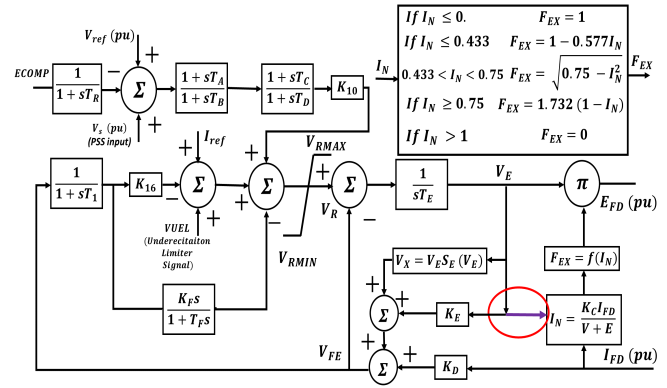 V_ref (pu)
ECOMP
1 / 1 + sT_R
−
+
Σ
+
V_s (pu)
(PSS input)
1 + sT_A / 1 + sT_B
1 + sT_C / 1 + sT_D
K_10
I_N
If I_N ≤ 0. F_EX = 1
If I_N ≤ 0.433 F_EX = 1 − 0.577I_N
0.433 < I_N < 0.75 F_EX = √(0.75 − I_N^2)
If I_N ≥ 0.75 F_EX = 1.732 (1 − I_N)
If I_N > 1 F_EX = 0
F_EX
1 / 1 + sT_1
K_16
−
+
I_ref
Σ
+
VUEL
(Underecitaiton
Limiter
Signal)
+
+
Σ
−
V_RMAX
V_RMIN
V_R
+
Σ
−
1 / sT_E
V_E
π
E_FD (pu)
K_F s / 1 + T_F s
V_X = V_E S_E (V_E)
F_EX = f(I_N)
+
+
Σ
K_E
I_N = K_C I_FD / V + E
V_FE
+
+
Σ
K_D
I_FD (pu)